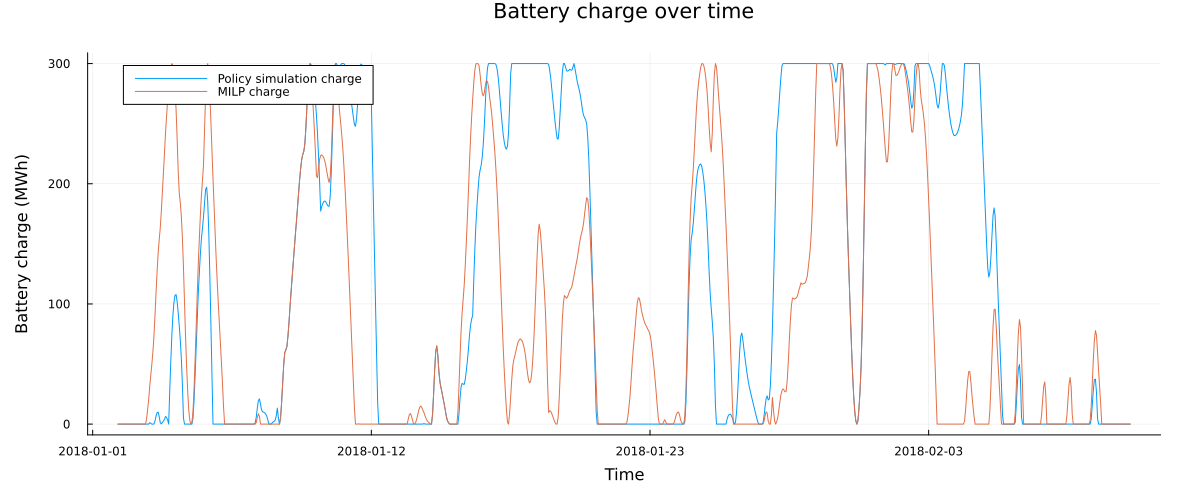 Battery charge over time
Battery charge (MWh)
300
200
100
0
Policy simulation charge
MILP charge
2018-01-01
2018-01-12
2018-01-23
2018-02-03
Time